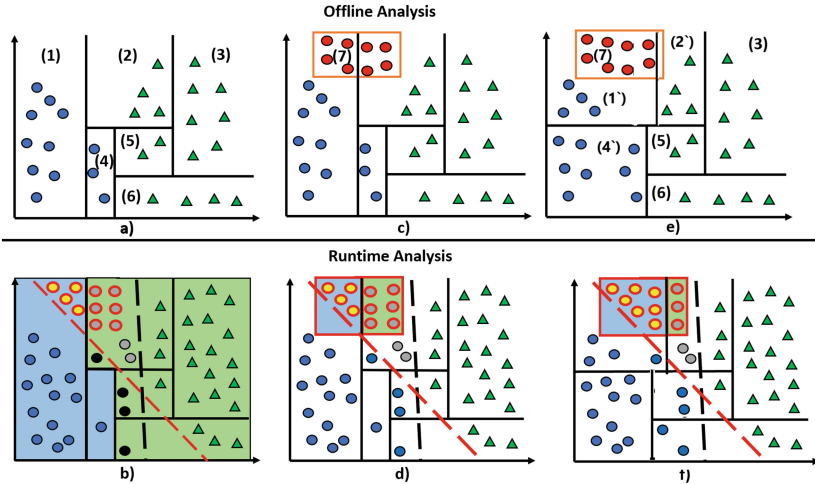 Offline Analysis
(1)
(2)
(3)
(4)
(5)
(6)
a)
(7)
c)
(7)
(2`)
(3)
(1`)
(4`)
(5)
(6)
e)
Runtime Analysis
b)
d)
f)